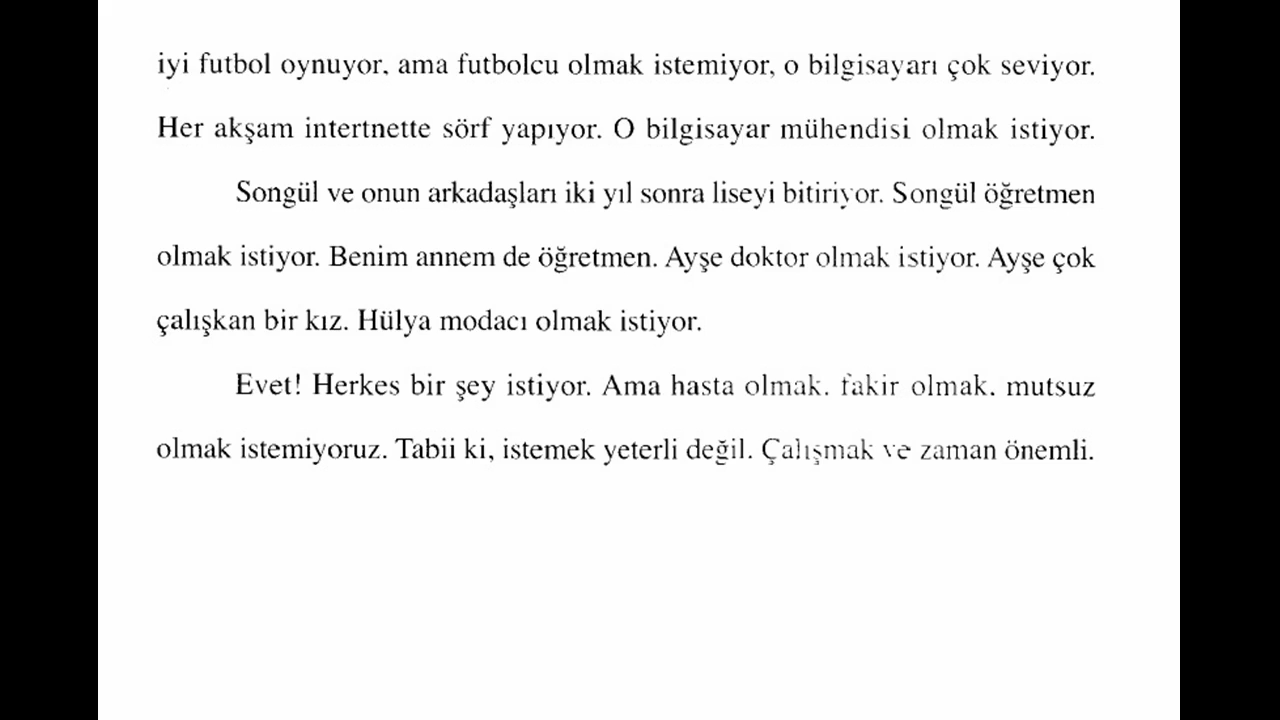 iyi futbol oynuyor, ama futbolcu olmak istemiyor, o bilgisayarı çok seviyor.
Her akşam intertnette sörf yapıyor. O bilgisayar mühendisi olmak istiyor.
Songül ve onun arkadaşları iki yıl sonra liseyi bitiriyor. Songül öğretmen
olmak istiyor. Benim annem de öğretmen. Ayşe doktor olmak istiyor. Ayşe çok
çalışkan bir kız. Hülya modacı olmak istiyor.
Evet! Herkes bir şey istiyor. Ama hasta olmak, fakir olmak, mutsuz
olmak istemiyoruz. Tabii ki, istemek yeterli değil. Çalışmak ve zaman önemli.